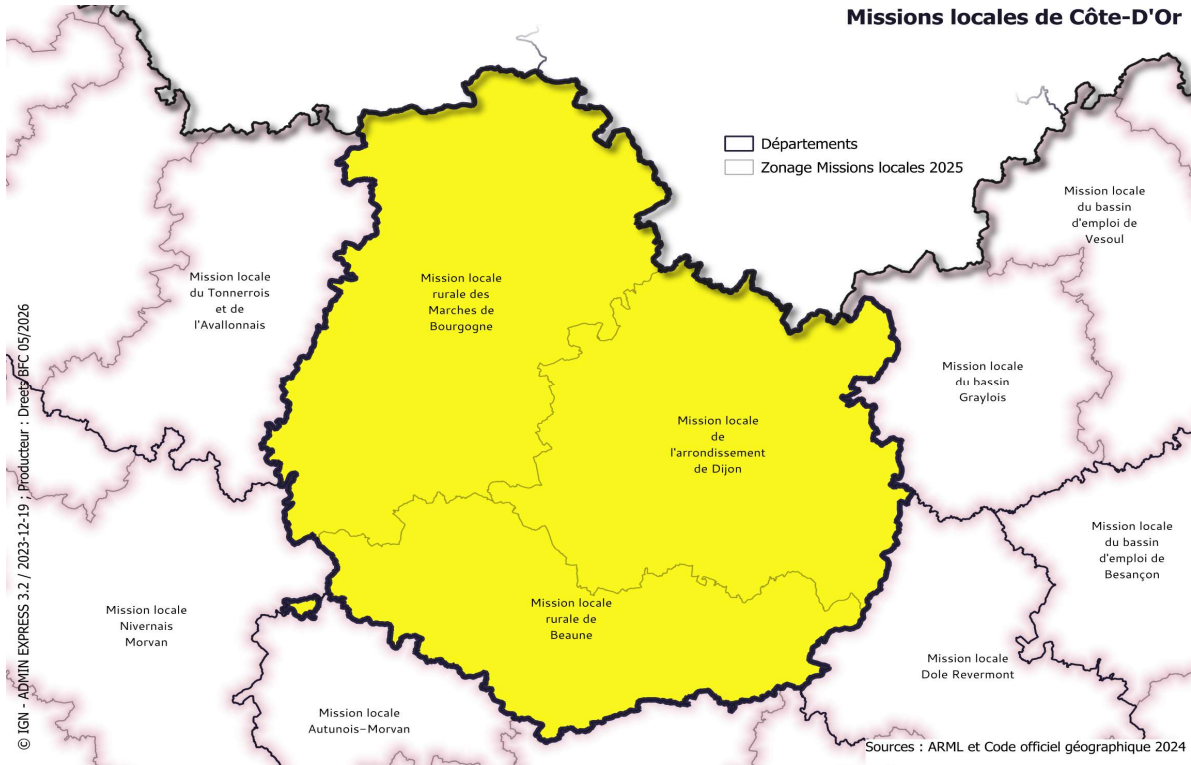 Missions locales de Côte-D'Or
Départements
Zonage Missions locales 2025
Mission locale
du bassin
d'emploi de
Vesoul
Mission locale
du Tonnerrois
et de
l'Avallonnais
Mission locale
rurale des
Marches de
Bourgogne
Mission locale
du bassin
Graylois
Mission locale
de
l'arrondissement
de Dijon
Mission locale
du bassin
d'emploi de
Besançon
Mission locale
Nivernais
Morvan
Mission locale
rurale de
Beaune
Mission locale
Dole Revermont
Mission locale
Autunois-Morvan
© IGN - ADMIN EXPRESS 3.2 / 2023-12-19 ; Producteur : Dreets BFC 05/2026
Sources : ARML et Code officiel géographique 2024